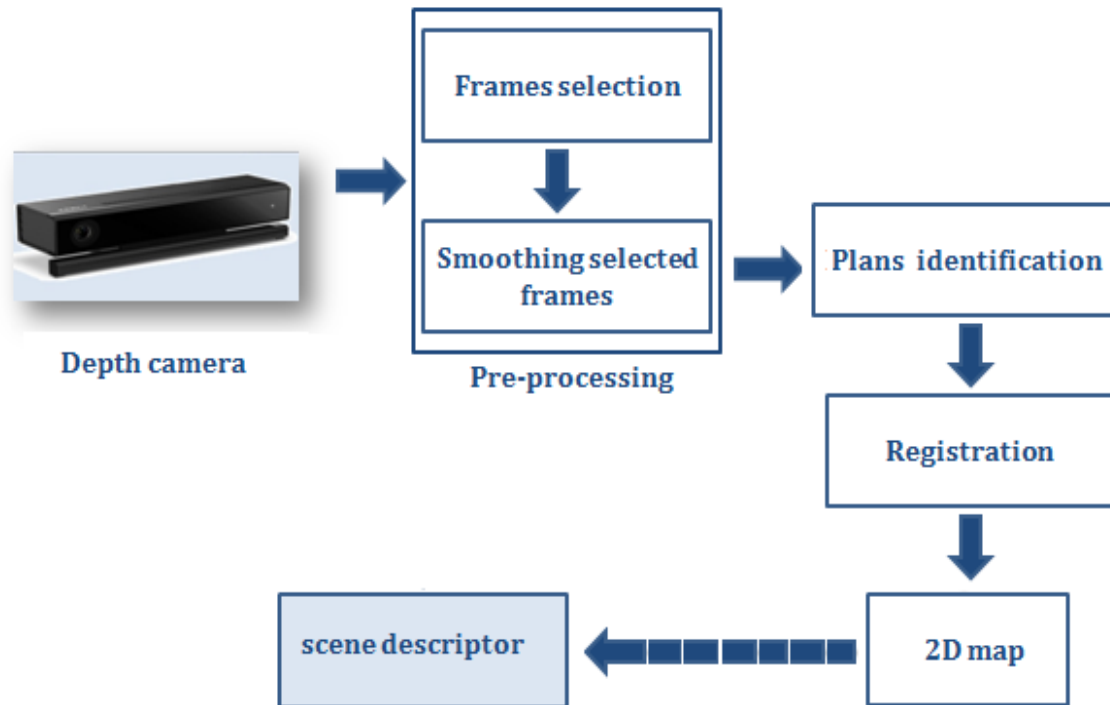 Frames selection
Smoothing selected
frames
Depth camera
Pre-processing
Plans identification
Registration
2D map
scene descriptor